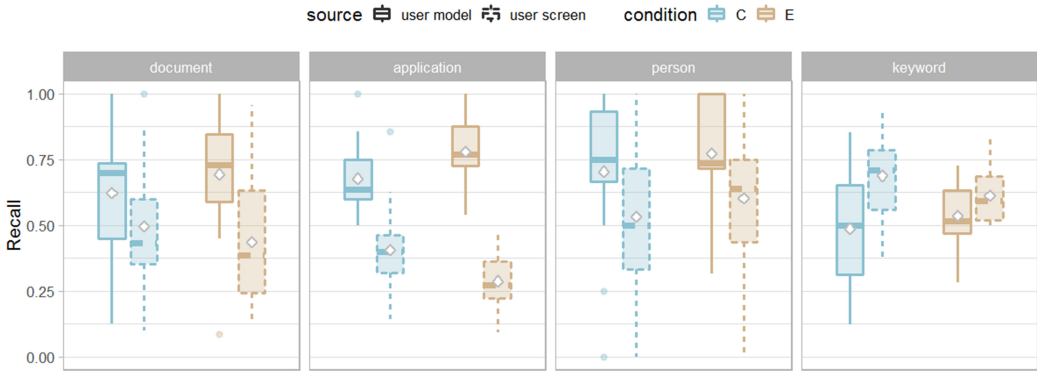 source user model user screen condition C E
document application person keyword
Recall
1.00
0.75
0.50
0.25
0.00